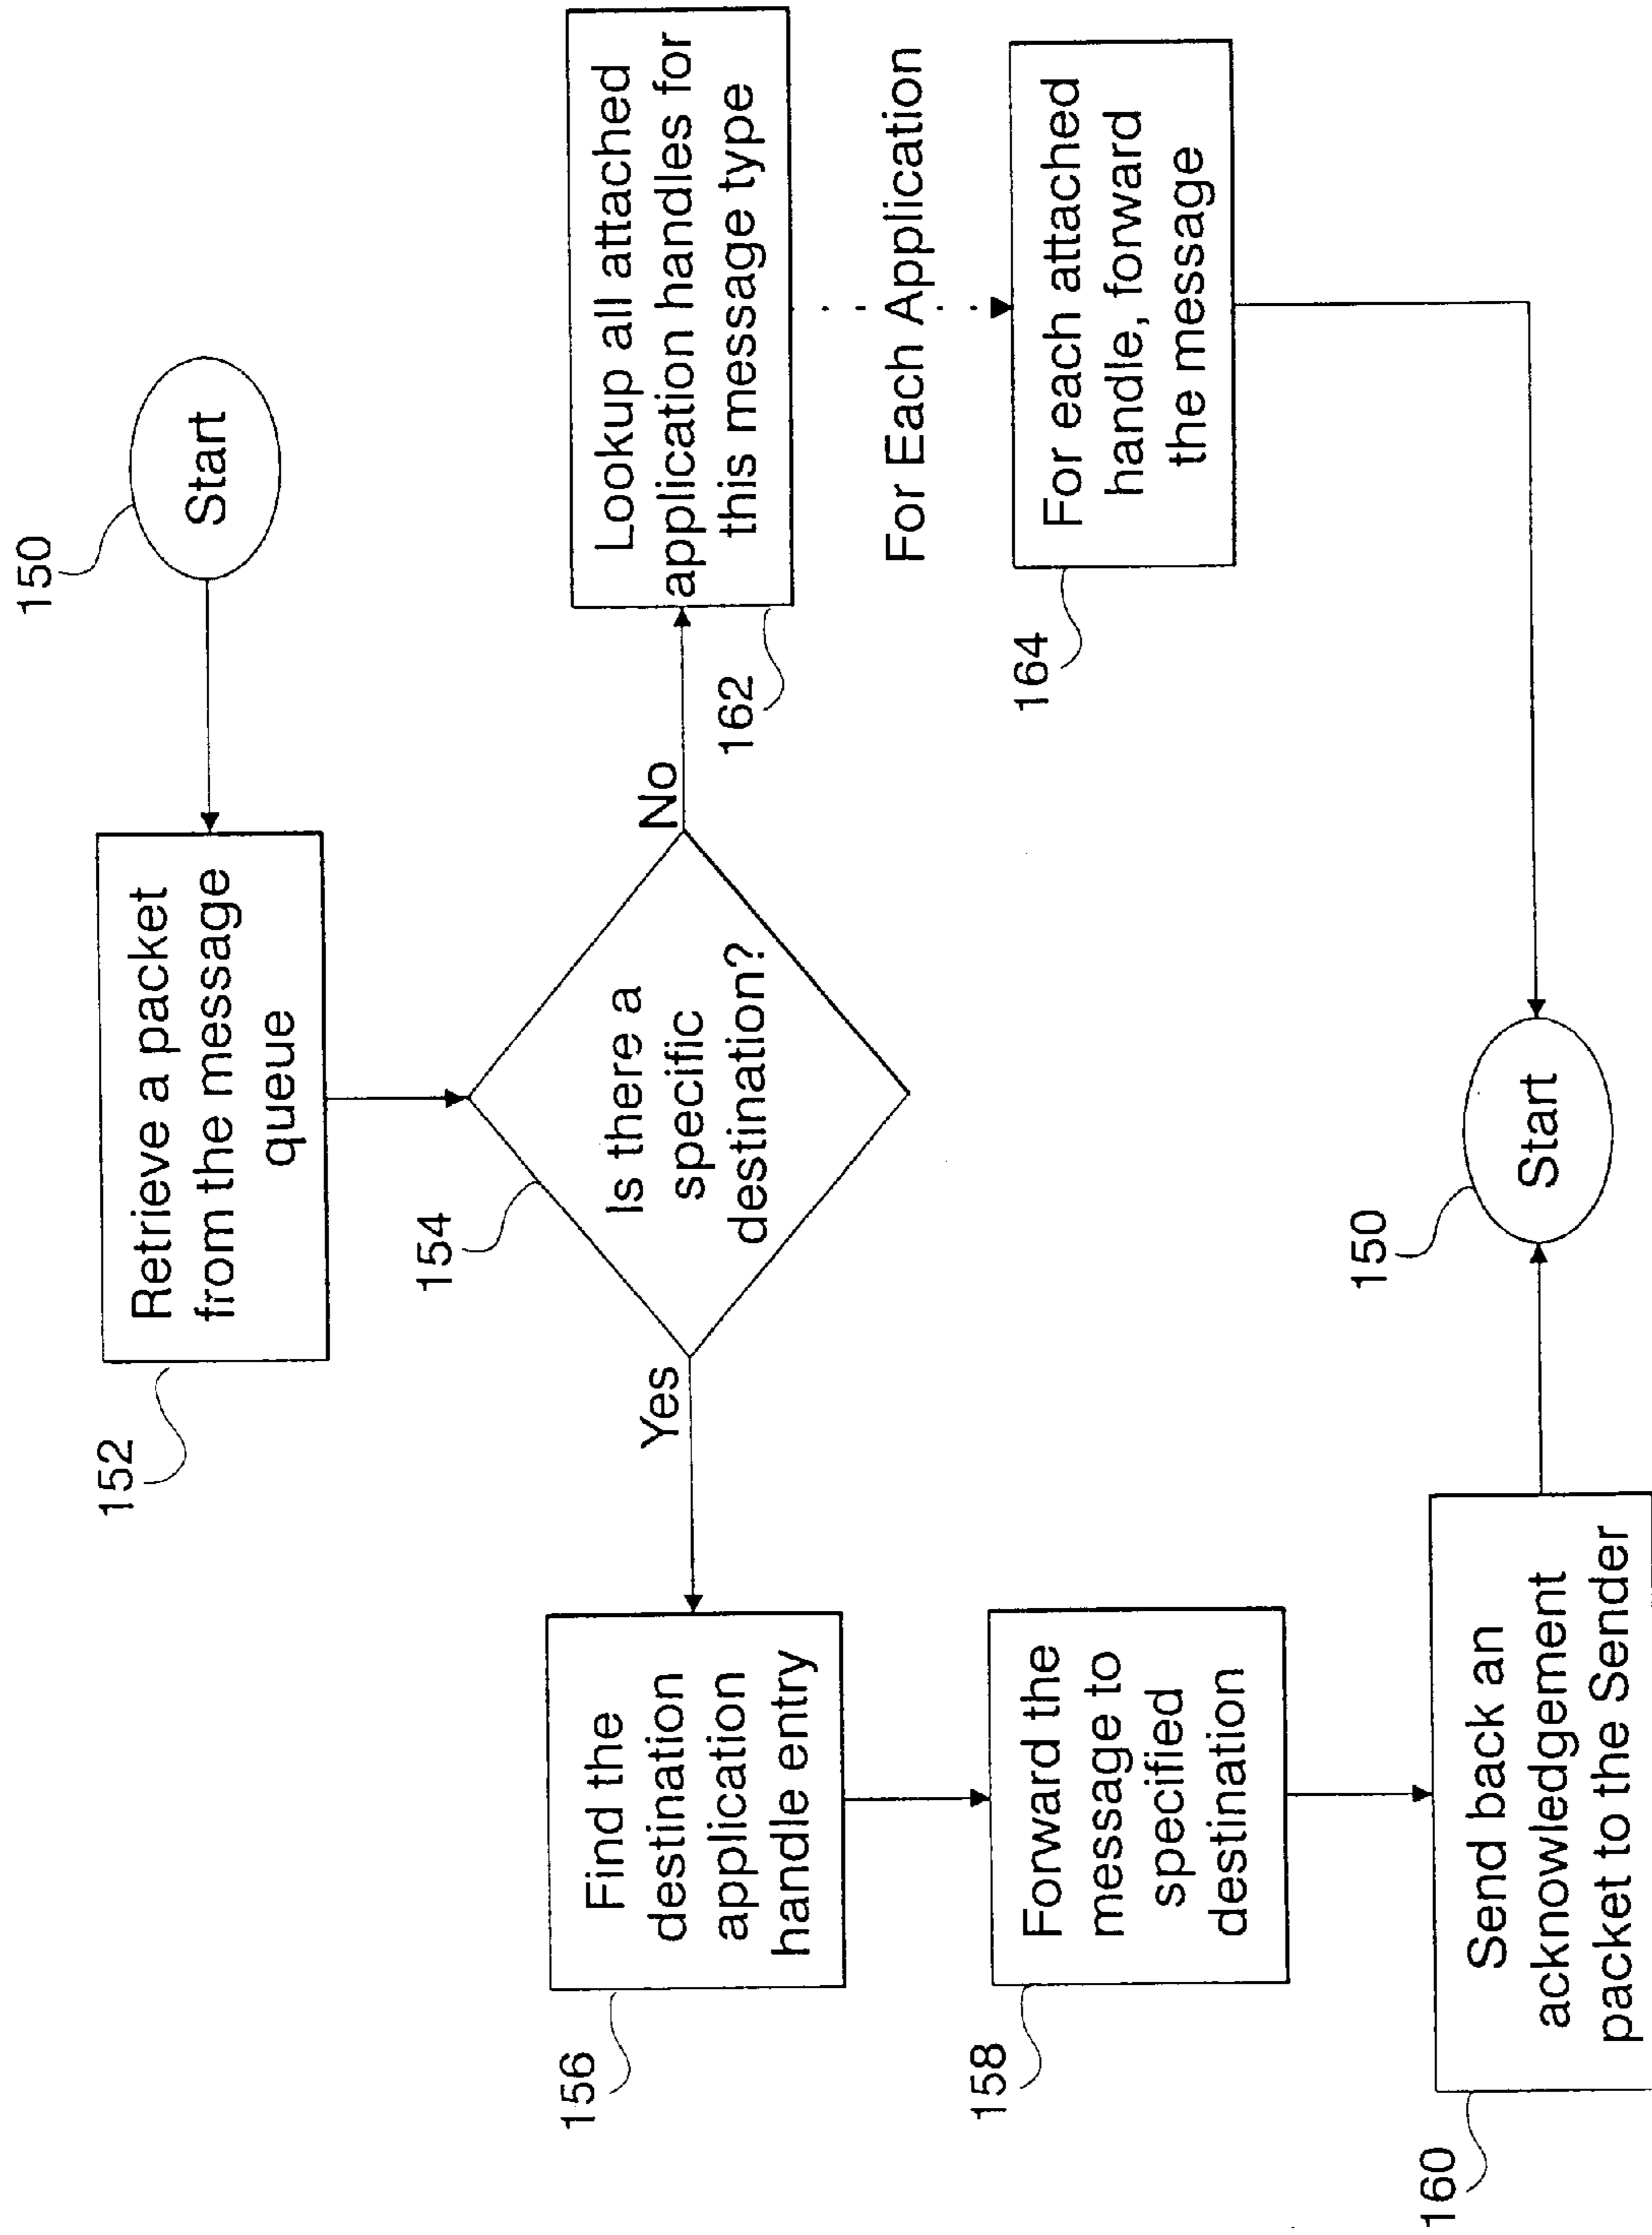 150
Start
152
Retrieve a packet
from the message
queue
154
Is there a
specific
destination?
Yes
No
156
Find the
destination
application
handle entry
158
Forward the
message to
specified
destination
160
Send back an
acknowledgement
packet to the Sender
162
Lookup all attached
application handles for
this message type
For Each Application
164
For each attached
handle, forward
the message
150
Start